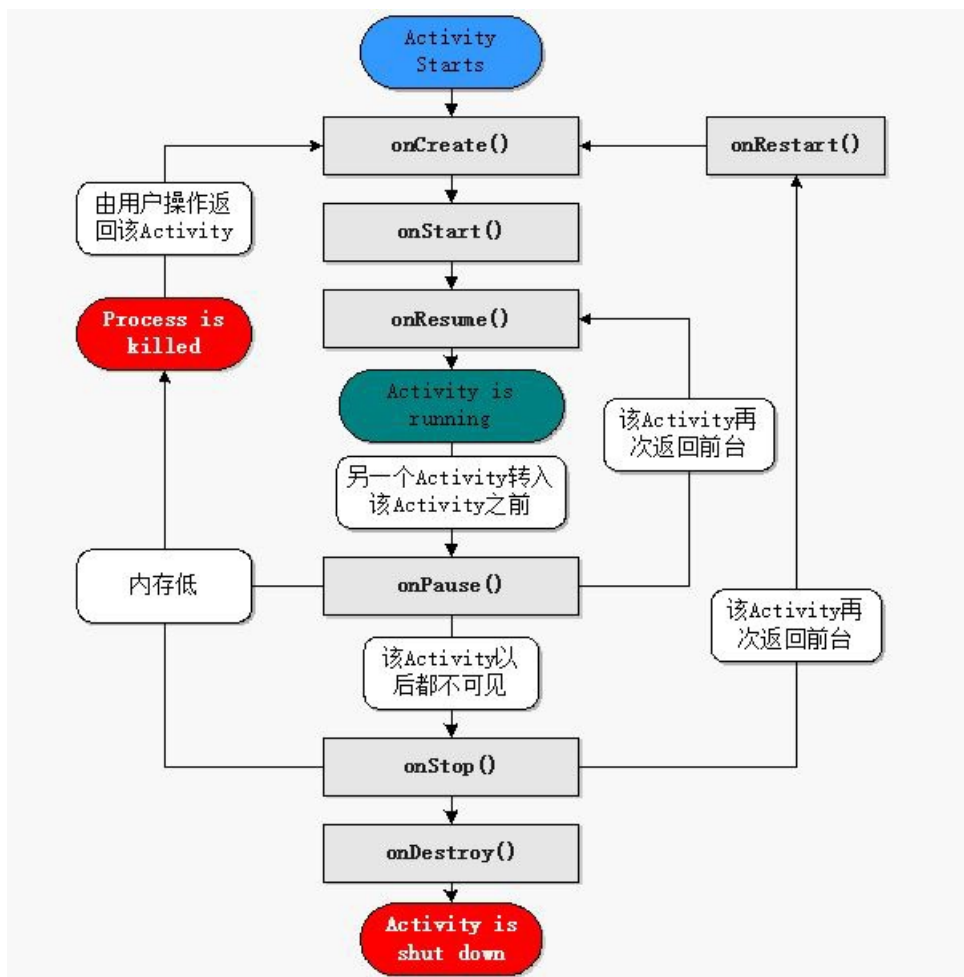 Activity
Starts
onCreate()
onRestart()
由用户操作返
回该Activity
onStart()
Process is
killed
onResume()
Activity is
running
该Activity再
次返回前台
另一个Activity转入
该Activity之前
内存低
onPause()
该Activity再
次返回前台
该Activity以
后都不可见
onStop()
onDestroy()
Activity is
shut down